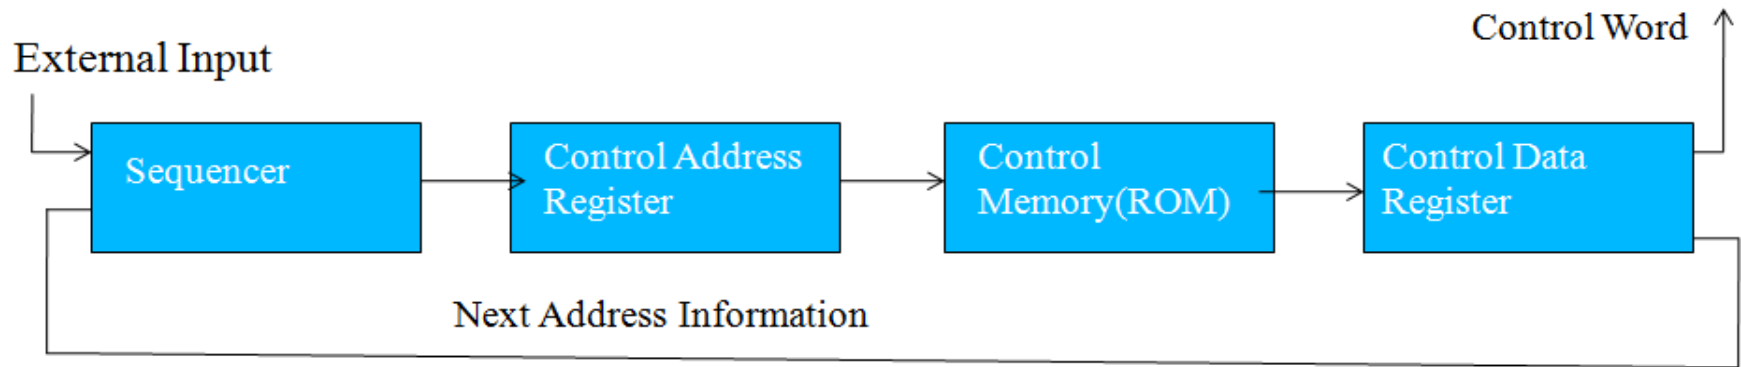 Control Word
External Input
Sequencer
Control Address
Register
Control
Memory(ROM)
Control Data
Register
Next Address Information